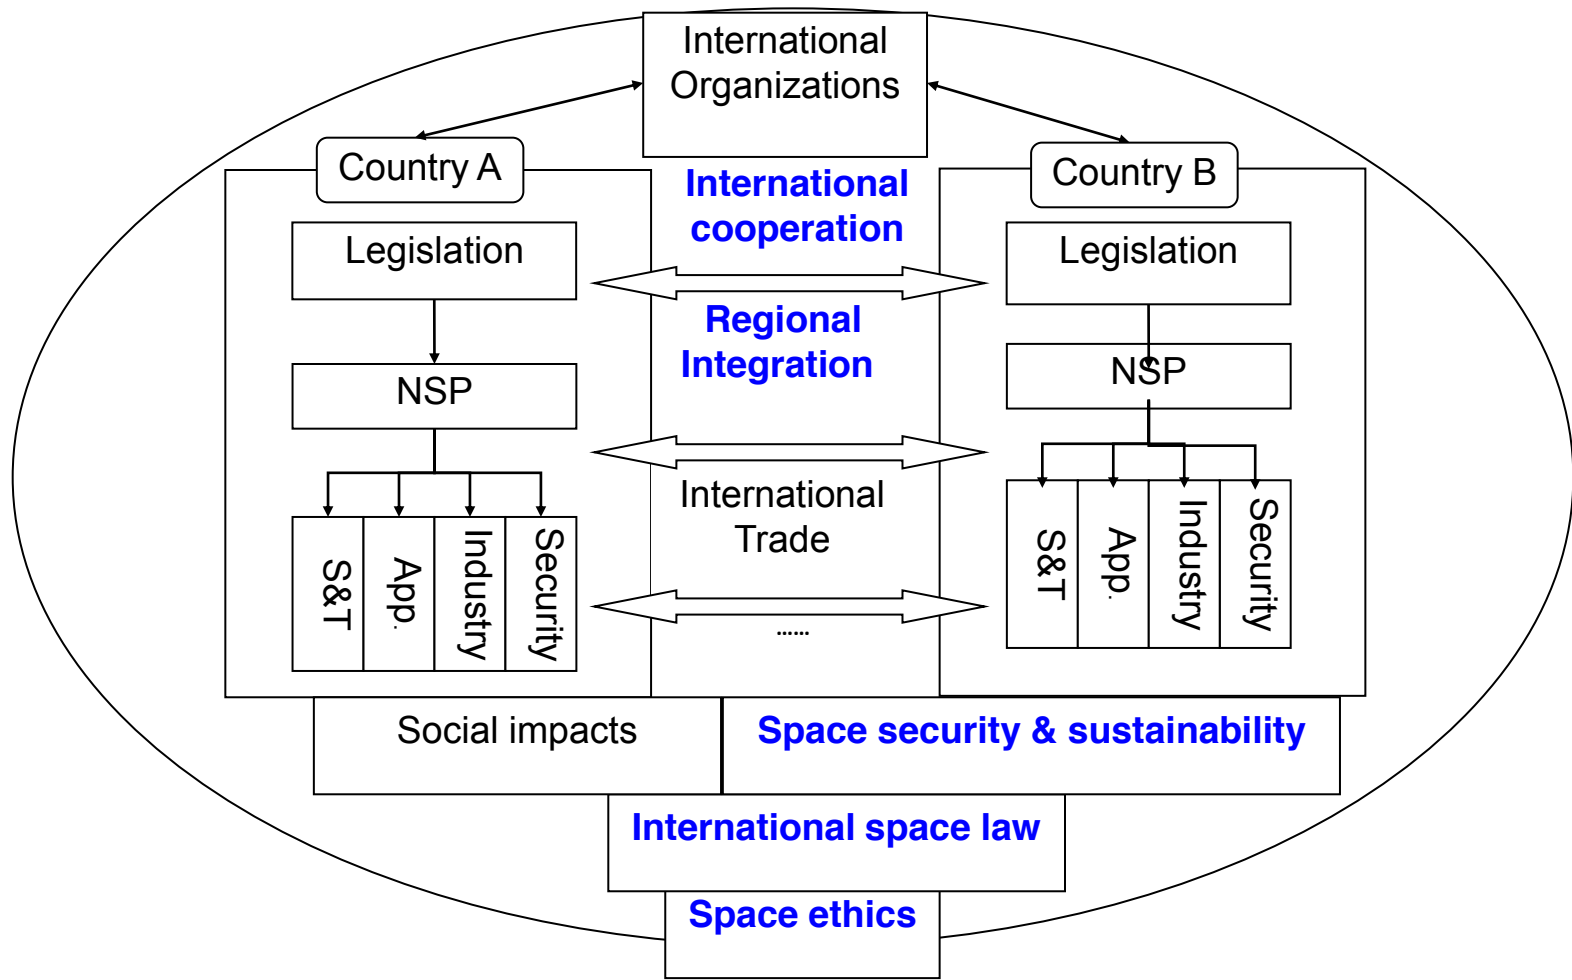 International
Organizations
Country A
Country B
International
cooperation
Legislation
Legislation
Regional
Integration
NSP
NSP
International
Trade
S&T
App.
Industry
Security
S&T
App.
Industry
Security
......
Social impacts
Space security & sustainability
International space law
Space ethics